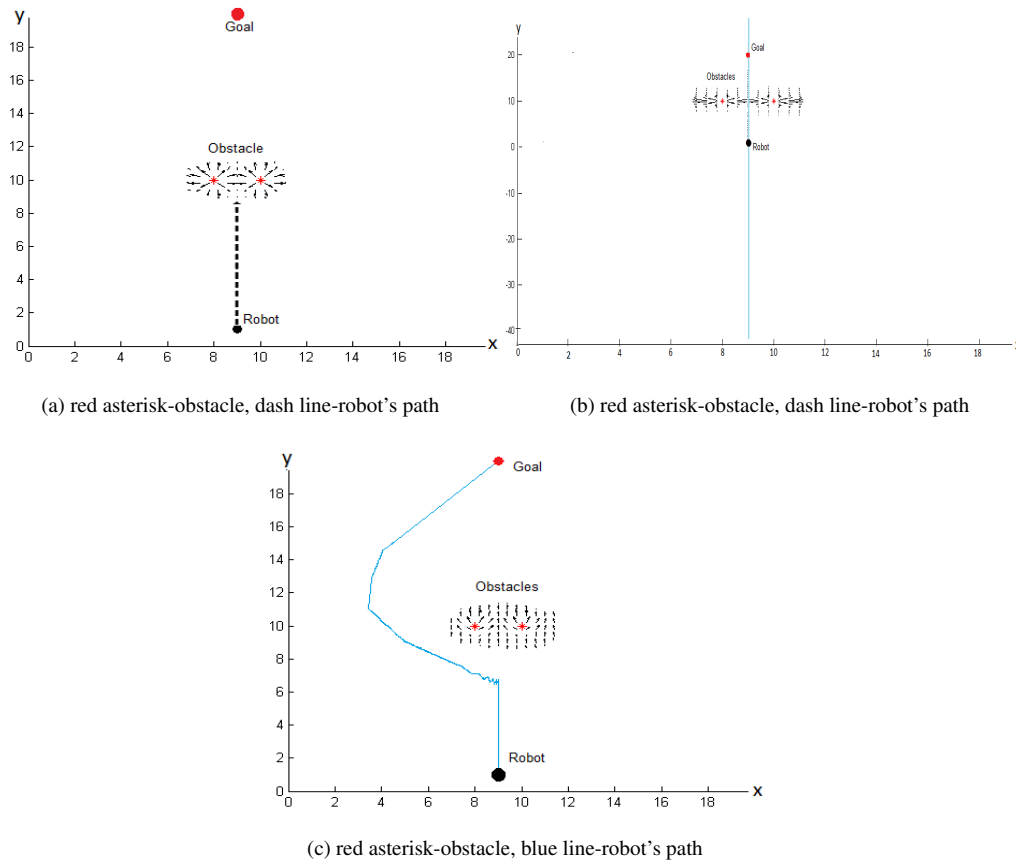 y
Goal
18
16
14
12
Obstacle
10
8
6
4
2
Robot
0
0 2 4 6 8 10 12 14 16 18 x
(a) red asterisk-obstacle, dash line-robot's path
y
Goal
20
Obstacles
10
0
Robot
-10
-20
-30
-40
0 2 4 6 8 10 12 14 16 18
(b) red asterisk-obstacle, dash line-robot's path
y
Goal
18
16
14
12
Obstacles
10
8
6
4
2
Robot
0
0 2 4 6 8 10 12 14 16 18 x
(c) red asterisk-obstacle, blue line-robot's path